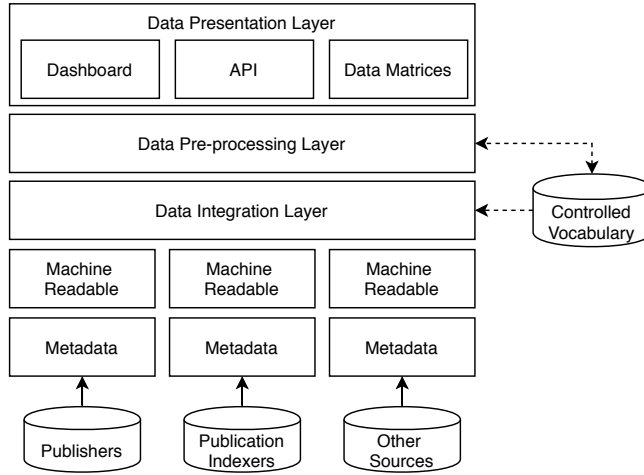 Data Presentation Layer
Dashboard
API
Data Matrices
Data Pre-processing Layer
Data Integration Layer
Controlled
Vocabulary
Machine
Readable
Machine
Readable
Machine
Readable
Metadata
Metadata
Metadata
Publishers
Publication
Indexers
Other
Sources